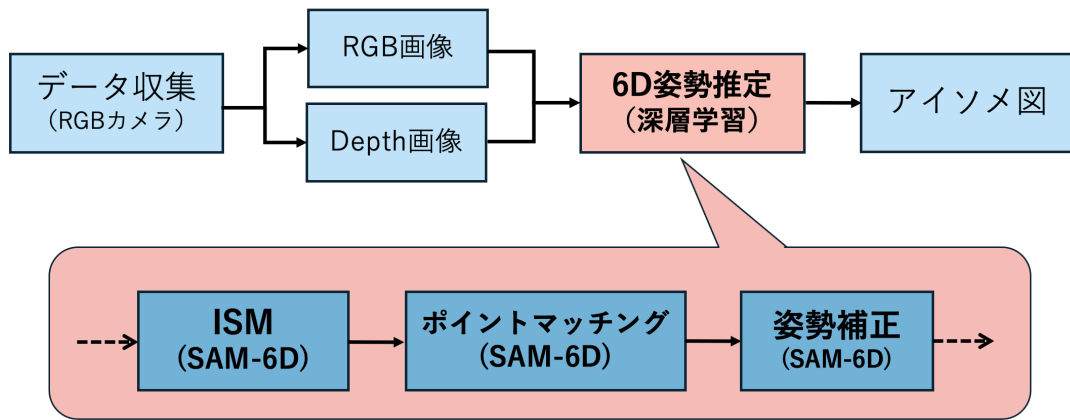 データ収集
(RGBカメラ)
RGB画像
Depth画像
6D姿勢推定
(深層学習)
アイソメ図
ISM
(SAM-6D)
ポイントマッチング
(SAM-6D)
姿勢補正
(SAM-6D)